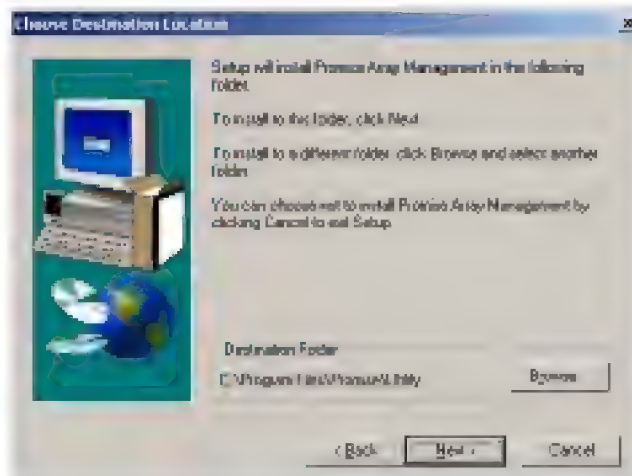 Choose Destination Location
Setup will install Promise Array Management in the following
folder.
To install to this folder, click Next.
To install to a different folder, click Browse and select another
folder.
You can choose not to install Promise Array Management by
clicking Cancel to exit Setup.
Destination Folder
C:\Program Files\Promise\Utility
Browse...
< Back
Next >
Cancel